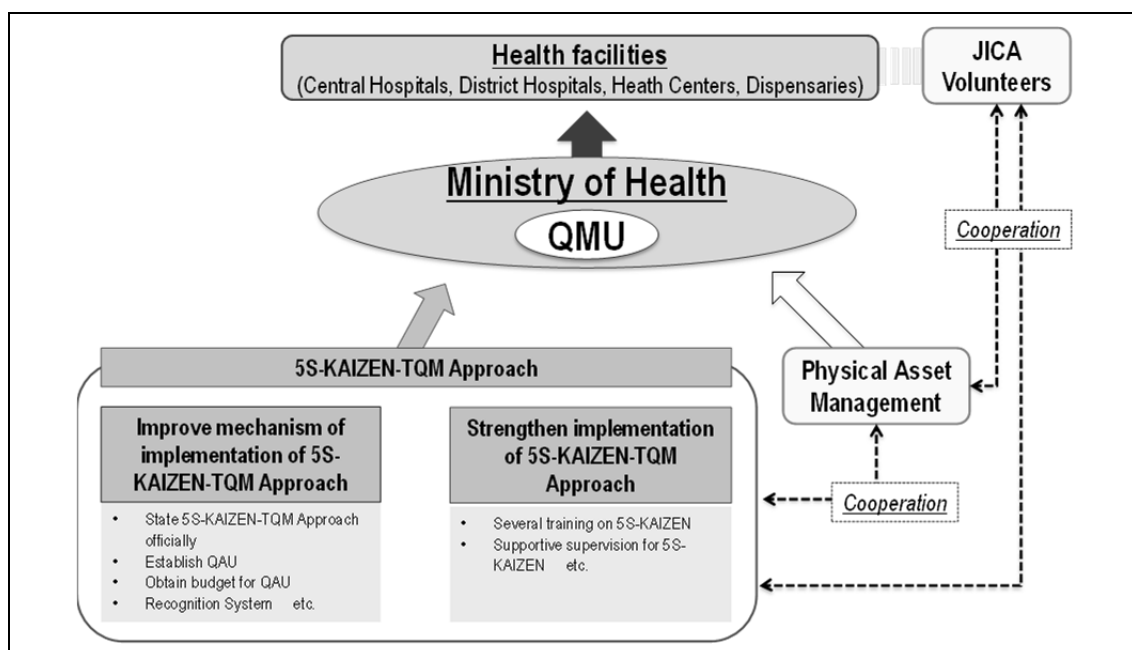 Health facilities
(Central Hospitals, District Hospitals, Heath Centers, Dispensaries)
JICA
Volunteers
Ministry of Health
QMU
Cooperation
5S-KAIZEN-TQM Approach
Physical Asset
Management
Improve mechanism of
implementation of 5S-
KAIZEN-TQM Approach
• State 5S-KAIZEN-TQM Approach
officially
• Establish QAU
• Obtain budget for QAU
• Recognition System etc.
Strengthen implementation
of 5S-KAIZEN-TQM
Approach
• Several training on 5S-KAIZEN
• Supportive supervision for 5S-
KAIZEN etc.
Cooperation